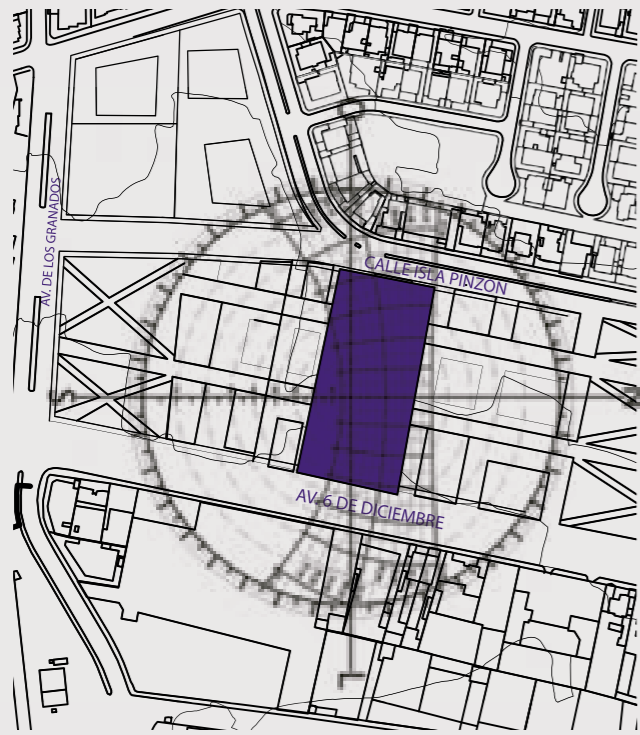 AV. DE LOS GRANADOS
CALLE ISLA PINZON
S
AV. 6 DE DICIEMBRE